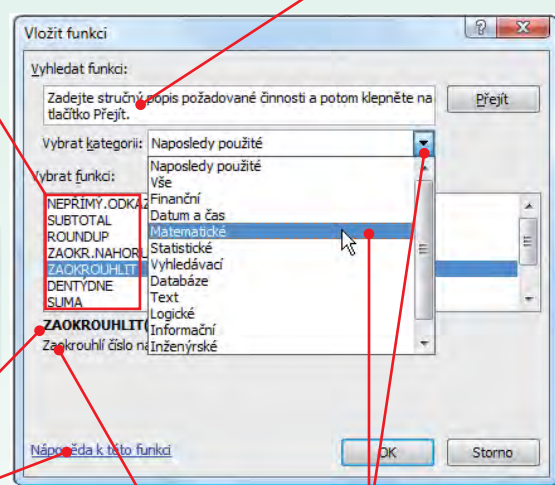 Vložit funkci
Vyhledat funkci:
Zadejte stručný popis požadované činnosti a potom klepněte na
tlačítko Přejít.
Přejít
Vybrat kategorii: Naposledy použité
Naposledy použité
Vše
Finanční
Datum a čas
Matematické
Statistické
Vyhledávací
Databáze
Text
Logické
Informační
Inženýrské
Vybrat funkci:
NEPŘÍMÝ.ODKAZ
SUBTOTAL
ROUNDUP
ZAOKR.NAHORU
ZAOKROUHLIT
DENTÝDNE
SUMA
ZAOKROUHLIT(
Zaokrouhlí číslo na
Nápověda k této funkci
OK
Storno